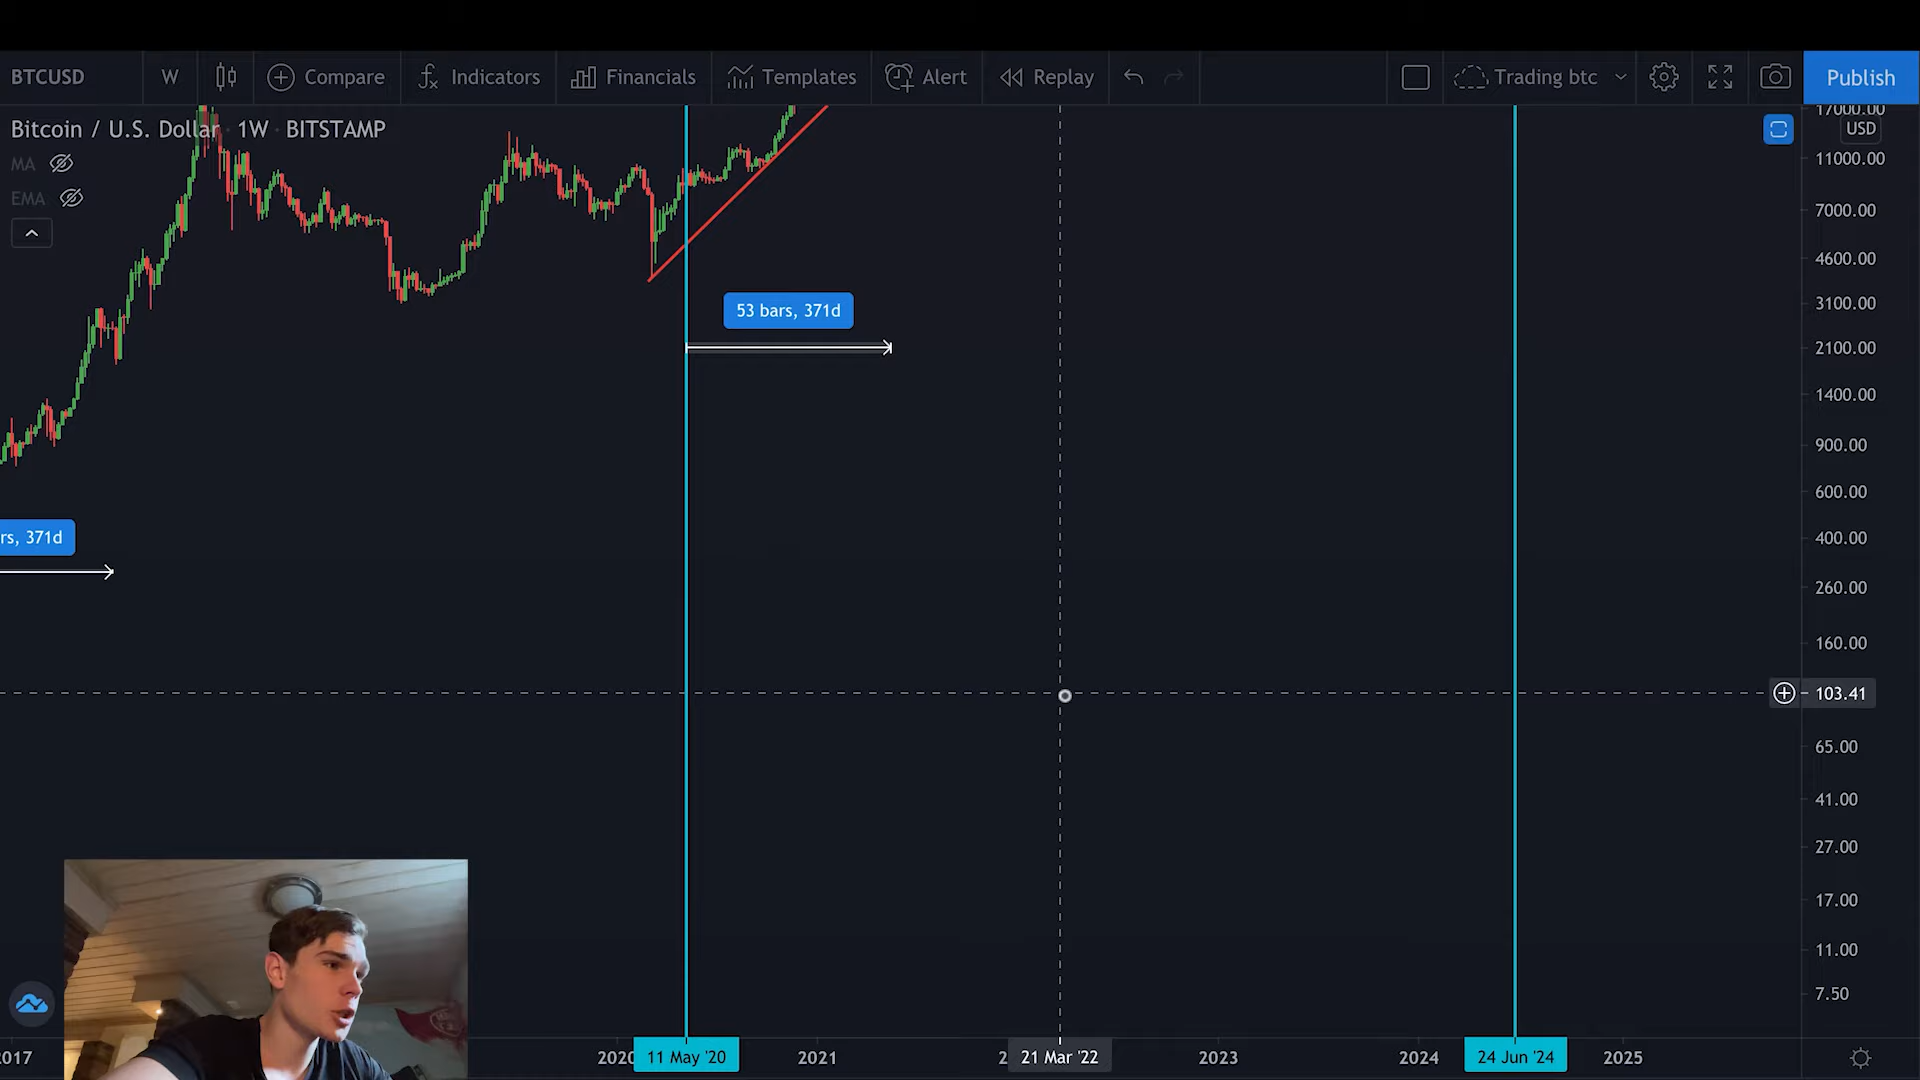 BTCUSD W Compare Indicators Financials Templates Alert Replay Trading btc Publish
Bitcoin / U.S. Dollar · 1W · BITSTAMP
MA
EMA
USD
17000.00
11000.00
7000.00
4600.00
3100.00
2100.00
1400.00
900.00
600.00
400.00
260.00
160.00
103.41
65.00
41.00
27.00
17.00
11.00
7.50
53 bars, 371d
rs, 371d
2017 2020 11 May '20 2021 21 Mar '22 2023 2024 24 Jun '24 2025